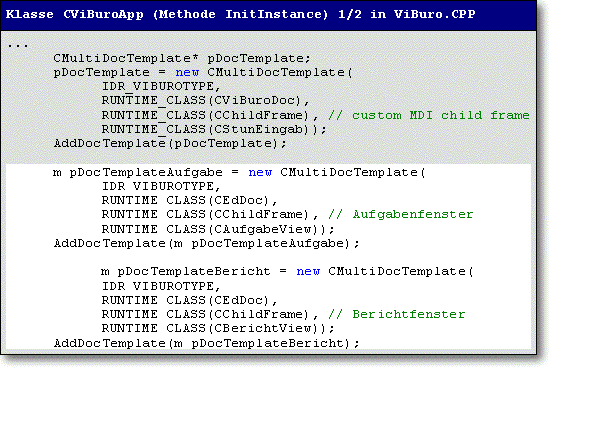 Klasse CViBuroApp (Methode InitInstance) 1/2 in ViBuro.CPP
...
CMultiDocTemplate* pDocTemplate;
pDocTemplate = new CMultiDocTemplate(
IDR_VIBUROTYPE,
RUNTIME_CLASS(CViBuroDoc),
RUNTIME_CLASS(CChildFrame), // custom MDI child frame
RUNTIME_CLASS(CStunEingab));
AddDocTemplate(pDocTemplate);
m pDocTemplateAufgabe = new CMultiDocTemplate(
IDR VIBUROTYPE,
RUNTIME CLASS(CEdDoc),
RUNTIME CLASS(CChildFrame), // Aufgabenfenster
RUNTIME CLASS(CAufgabeView));
AddDocTemplate(m pDocTemplateAufgabe);
m pDocTemplateBericht = new CMultiDocTemplate(
IDR VIBUROTYPE,
RUNTIME CLASS(CEdDoc),
RUNTIME CLASS(CChildFrame), // Berichtfenster
RUNTIME CLASS(CBerichtView));
AddDocTemplate(m pDocTemplateBericht);